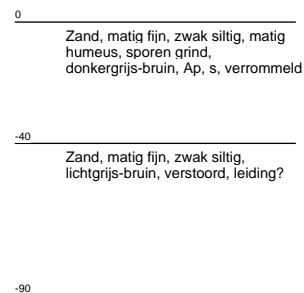 0
Zand, matig fijn, zwak siltig, matig
humeus, sporen grind,
donkergrijs-bruin, Ap, s, verrommeld
-40
Zand, matig fijn, zwak siltig,
lichtgrijs-bruin, verstoord, leiding?
-90